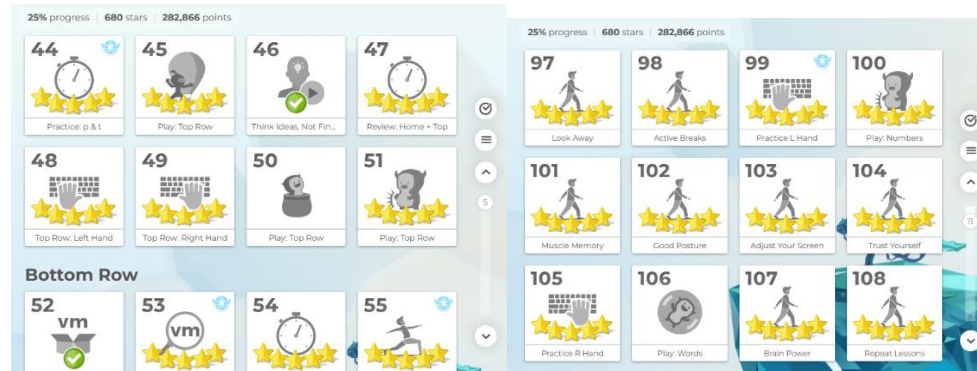 25% progress | 680 stars | 282,866 points
44
45
46
47
Practice: p & t
Play: Top Row
Think Ideas, Not Fin...
Review: Home + Top
48
49
50
51
Top Row: Left Hand
Top Row: Right Hand
Play: Top Row
Play: Top Row
5
Bottom Row
52
53
54
55
vm
vm
25% progress | 680 stars | 282,866 points
97
98
99
100
Look Away
Active Breaks
Practice L Hand
Play: Numbers
101
102
103
104
Muscle Memory
Good Posture
Adjust Your Screen
Trust Yourself
11
105
106
107
108
Practice R Hand
Play: Words
Brain Power
Repeat Lessons